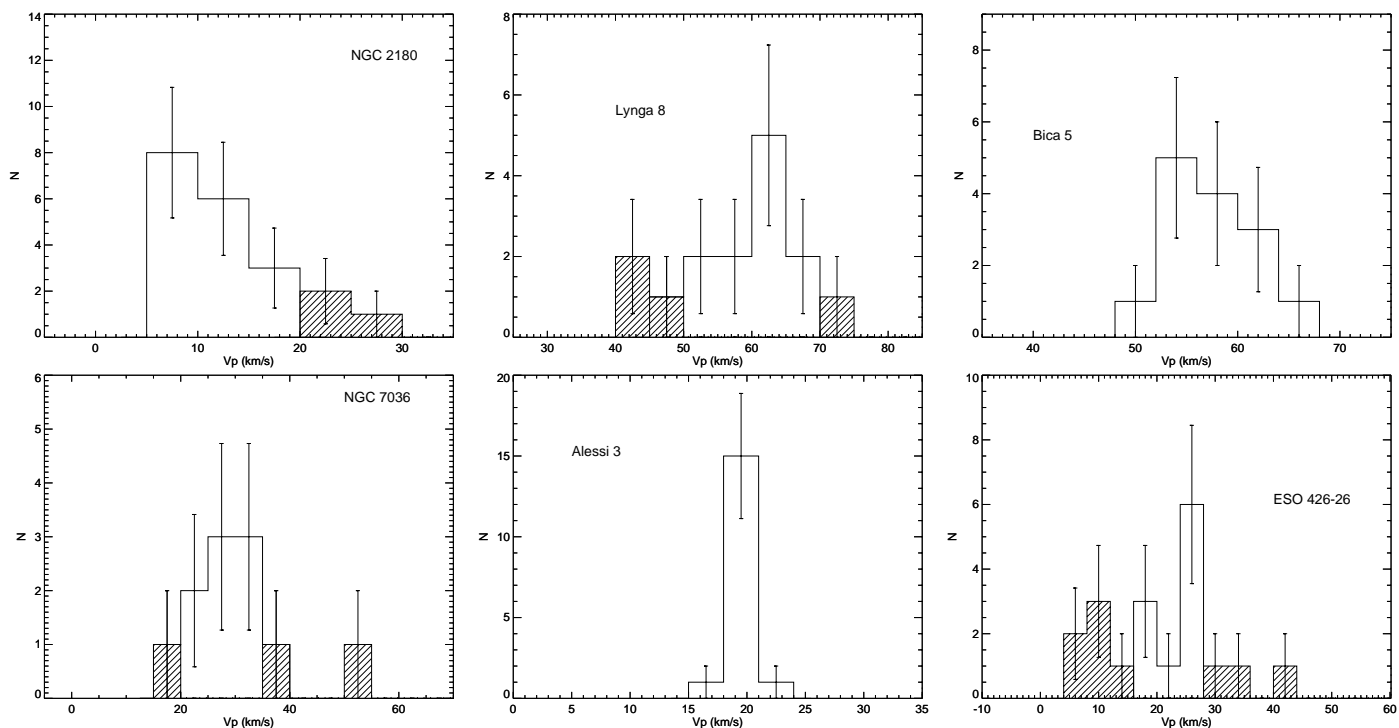 14
12
10
8
6
4
2
0
N
NGC 2180
0 10 20 30
Vp (km/s)
8
6
4
2
0
N
Lynga 8
30 40 50 60 70 80
Vp (km/s)
8
6
4
2
0
N
Bica 5
40 50 60 70
Vp (km/s)
6
5
4
3
2
1
0
N
NGC 7036
0 20 40 60
Vp (km/s)
20
15
10
5
0
N
Alessi 3
0 5 10 15 20 25 30 35
Vp (km/s)
10
8
6
4
2
0
N
ESO 426-26
-10 0 10 20 30 40 50 60
Vp (km/s)